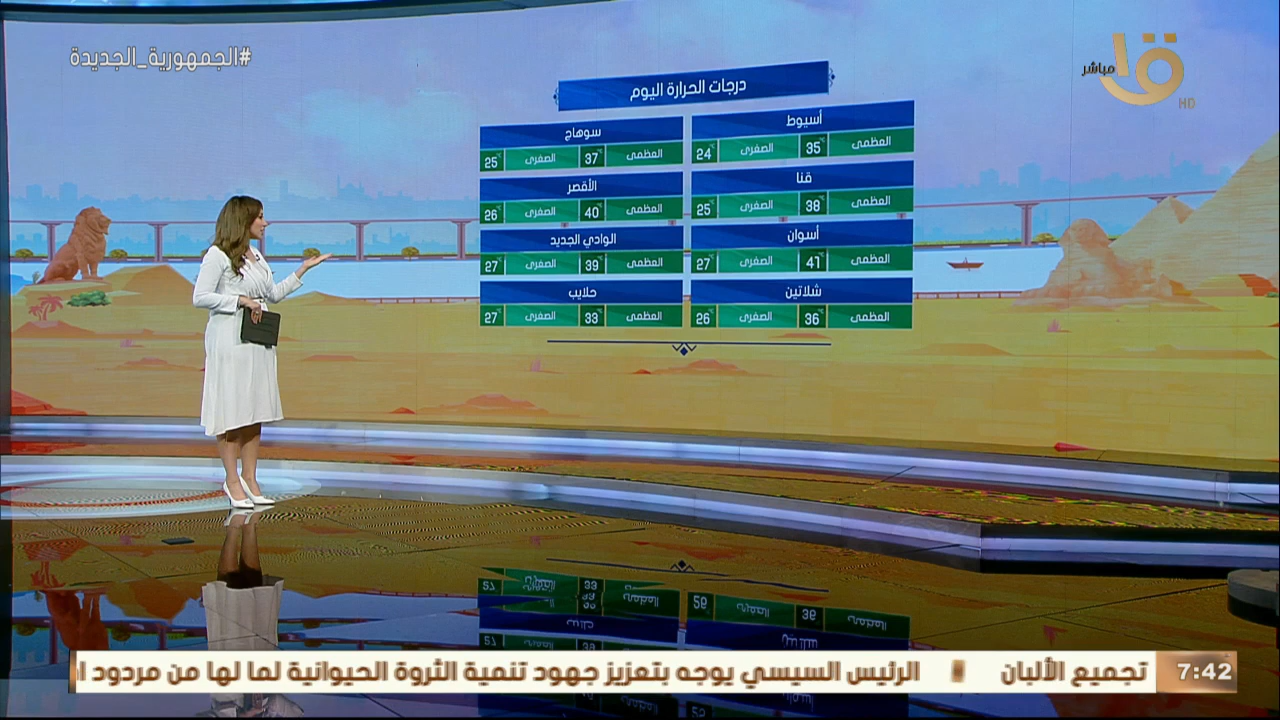 #الجمهورية_الجديدة
مباشر
HD
درجات الحرارة اليوم
أسيوط
العظمى 35°C الصغرى 24°C
سوهاج
العظمى 37°C الصغرى 25°C
قنا
العظمى 38°C الصغرى 25°C
الأقصر
العظمى 40°C الصغرى 26°C
أسوان
العظمى 41°C الصغرى 27°C
الوادي الجديد
العظمى 39°C الصغرى 27°C
شلاتين
العظمى 36°C الصغرى 26°C
حلايب
العظمى 33°C الصغرى 27°C
7:42
تجميع الألبان
الرئيس السيسي يوجه بتعزيز جهود تنمية الثروة الحيوانية لما لها من مردود